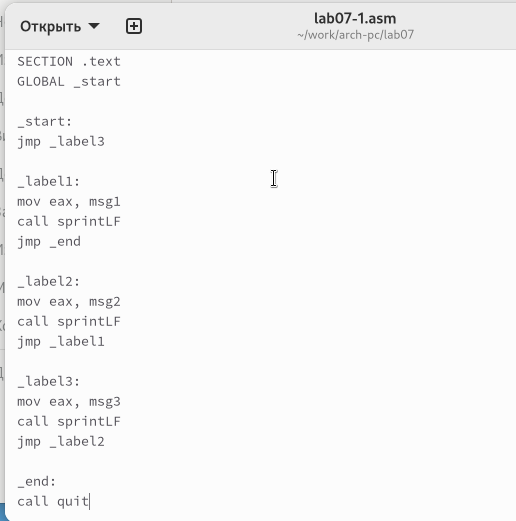 Открыть
lab07-1.asm
~/work/arch-pc/lab07
SECTION .text
GLOBAL _start
_start:
jmp _label3
_label1:
mov eax, msg1
call sprintLF
jmp _end
_label2:
mov eax, msg2
call sprintLF
jmp _label1
_label3:
mov eax, msg3
call sprintLF
jmp _label2
_end:
call quit